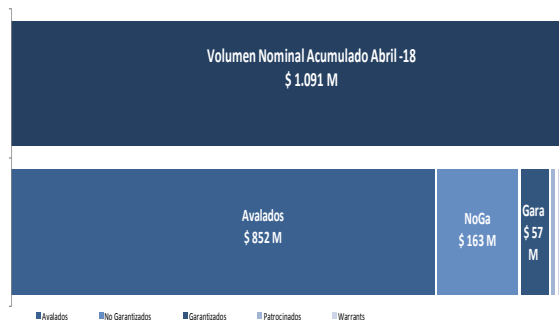 Volumen Nominal Acumulado Abril -18
$ 1.091 M
Avalados
$ 852 M
NoGa
$ 163 M
Gara
$ 57
M
Avalados No Garantizados Garantizados Patrocinados Warrants